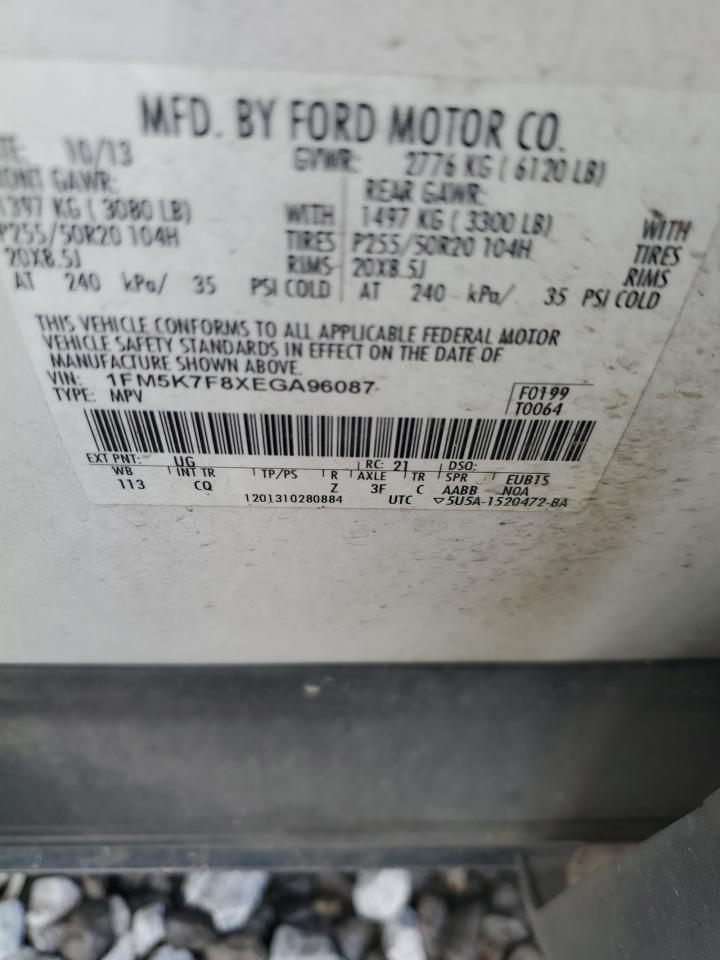 MFD. BY FORD MOTOR CO.
TE: 10/13 GVWR: 2776 KG ( 6120 LB)
ONT GAWR: REAR GAWR:
1397 KG ( 3080 LB) WITH 1497 KG ( 3300 LB) WITH
P255/50R20 104H TIRES P255/50R20 104H TIRES
20X8.5J RIMS 20X8.5J RIMS
AT 240 kPa/ 35 PSI COLD AT 240 kPa/ 35 PSI COLD
THIS VEHICLE CONFORMS TO ALL APPLICABLE FEDERAL MOTOR
VEHICLE SAFETY STANDARDS IN EFFECT ON THE DATE OF
MANUFACTURE SHOWN ABOVE.
VIN: 1FM5K7F8XEGA96087
TYPE: MPV
F0199
T0064
EXT PNT: UG RC: 21 DSO:
WB INT TR TP/PS R AXLE TR SPR EUB1S
113 CQ Z 3F C AABB NOA
1201310280884 UTC ▽5U5A-1520472-BA